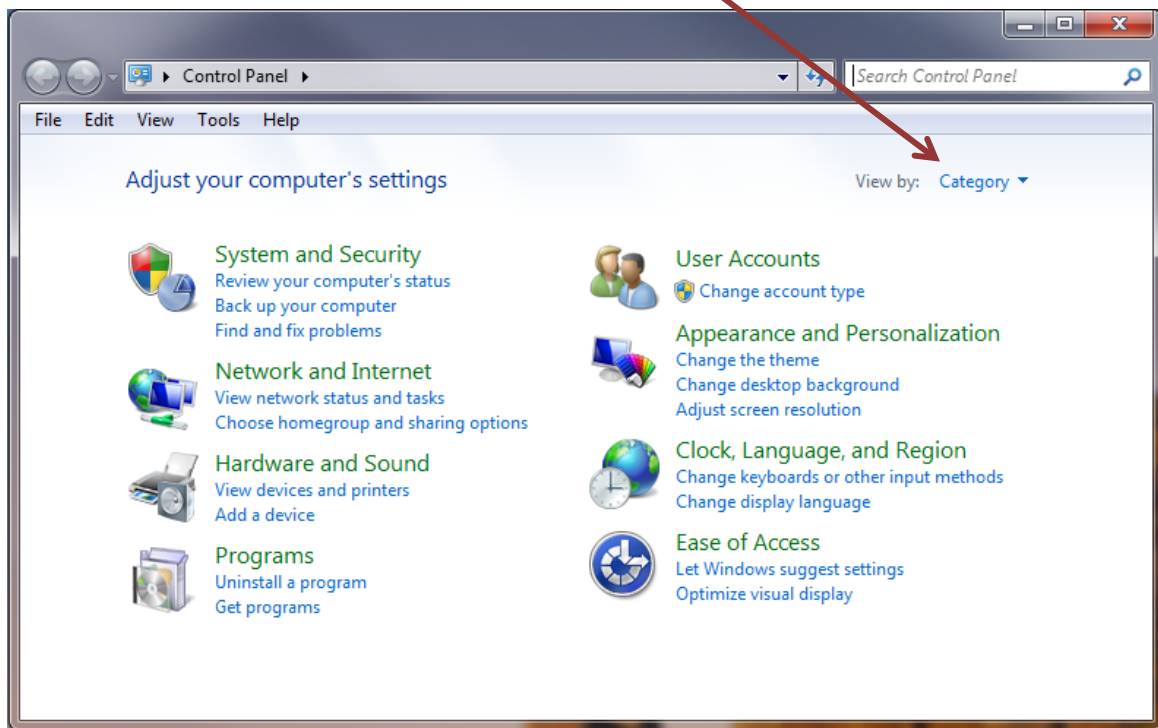 Control Panel
Search Control Panel
File Edit View Tools Help
Adjust your computer's settings
View by: Category
System and Security
Review your computer's status
Back up your computer
Find and fix problems
Network and Internet
View network status and tasks
Choose homegroup and sharing options
Hardware and Sound
View devices and printers
Add a device
Programs
Uninstall a program
Get programs
User Accounts
Change account type
Appearance and Personalization
Change the theme
Change desktop background
Adjust screen resolution
Clock, Language, and Region
Change keyboards or other input methods
Change display language
Ease of Access
Let Windows suggest settings
Optimize visual display